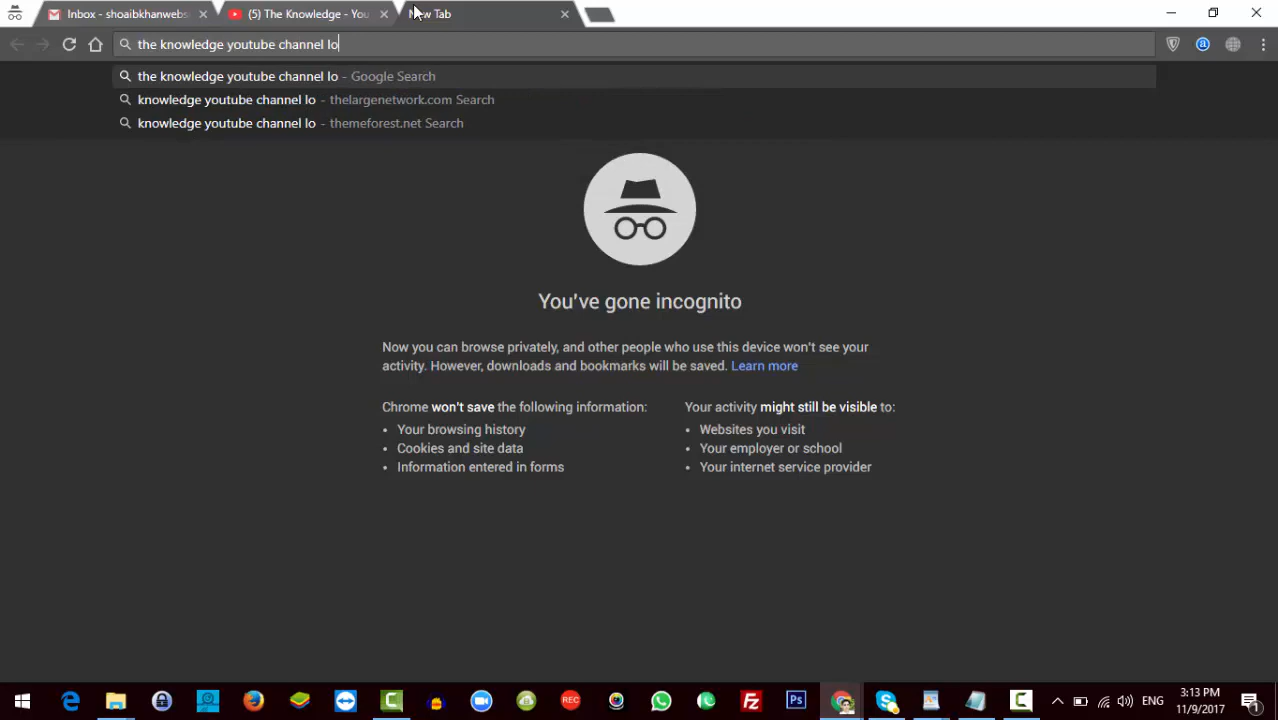 Inbox - shoaibkhanwebs
(5) The Knowledge - You
New Tab
the knowledge youtube channel lo
the knowledge youtube channel lo - Google Search
knowledge youtube channel lo - thelargenetwork.com Search
knowledge youtube channel lo - themeforest.net Search
You've gone incognito
Now you can browse privately, and other people who use this device won't see your
activity. However, downloads and bookmarks will be saved. Learn more
Chrome won't save the following information:
• Your browsing history
• Cookies and site data
• Information entered in forms
Your activity might still be visible to:
• Websites you visit
• Your employer or school
• Your internet service provider
REC
Fz
Ps
ENG
3:13 PM
11/9/2017
1